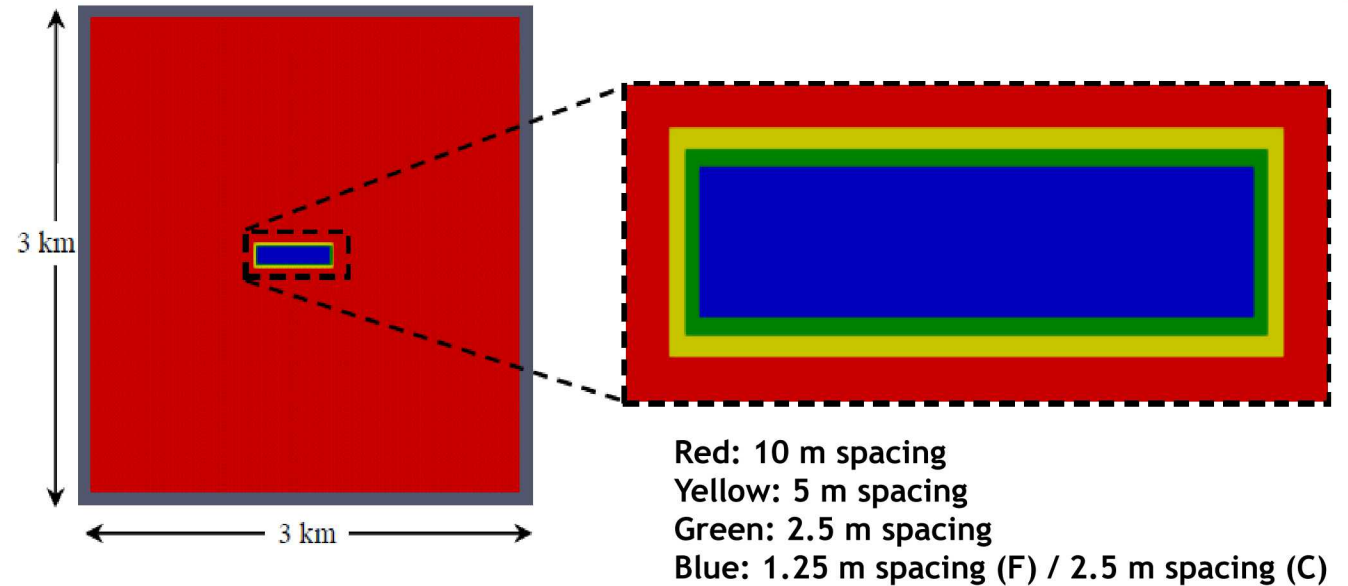 3 km
3 km
Red: 10 m spacing
Yellow: 5 m spacing
Green: 2.5 m spacing
Blue: 1.25 m spacing (F) / 2.5 m spacing (C)